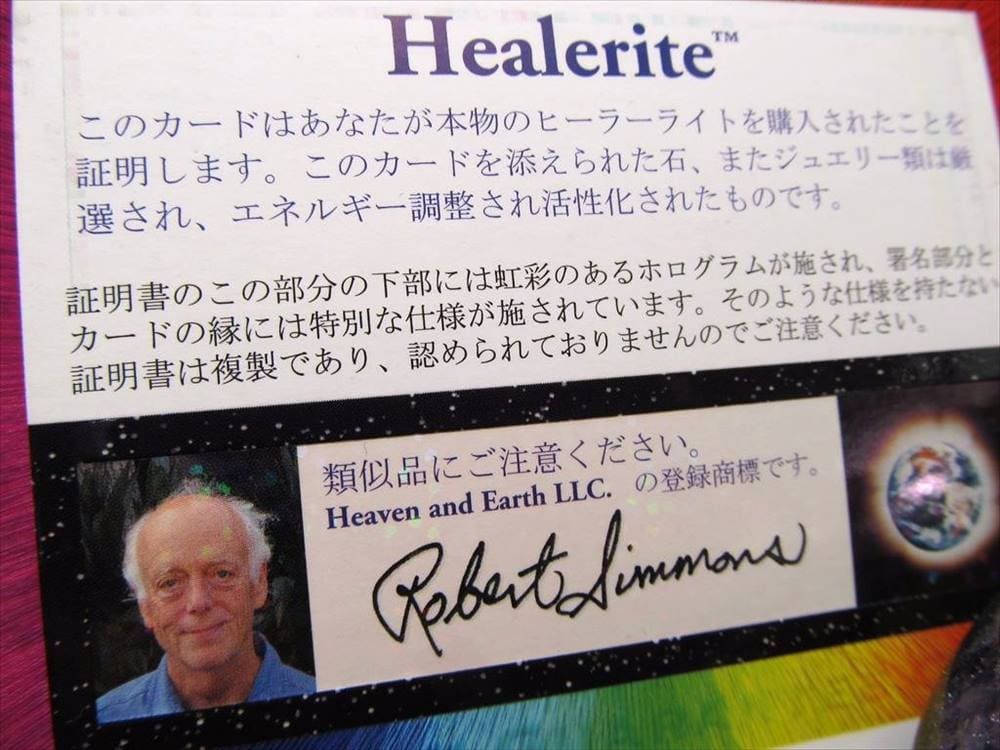 Healerite™
このカードはあなたが本物のヒーラーライトを購入されたことを
証明します。このカードを添えられた石、またジュエリー類は厳
選され、エネルギー調整され活性化されたものです。
証明書のこの部分の下部には虹彩のあるホログラムが施され、署名部分と
カードの縁には特別な仕様が施されています。そのような仕様を持たない
証明書は複製であり、認められておりませんのでご注意ください。
類似品にご注意ください。
Heaven and Earth LLC. の登録商標です。
Robert Simmons